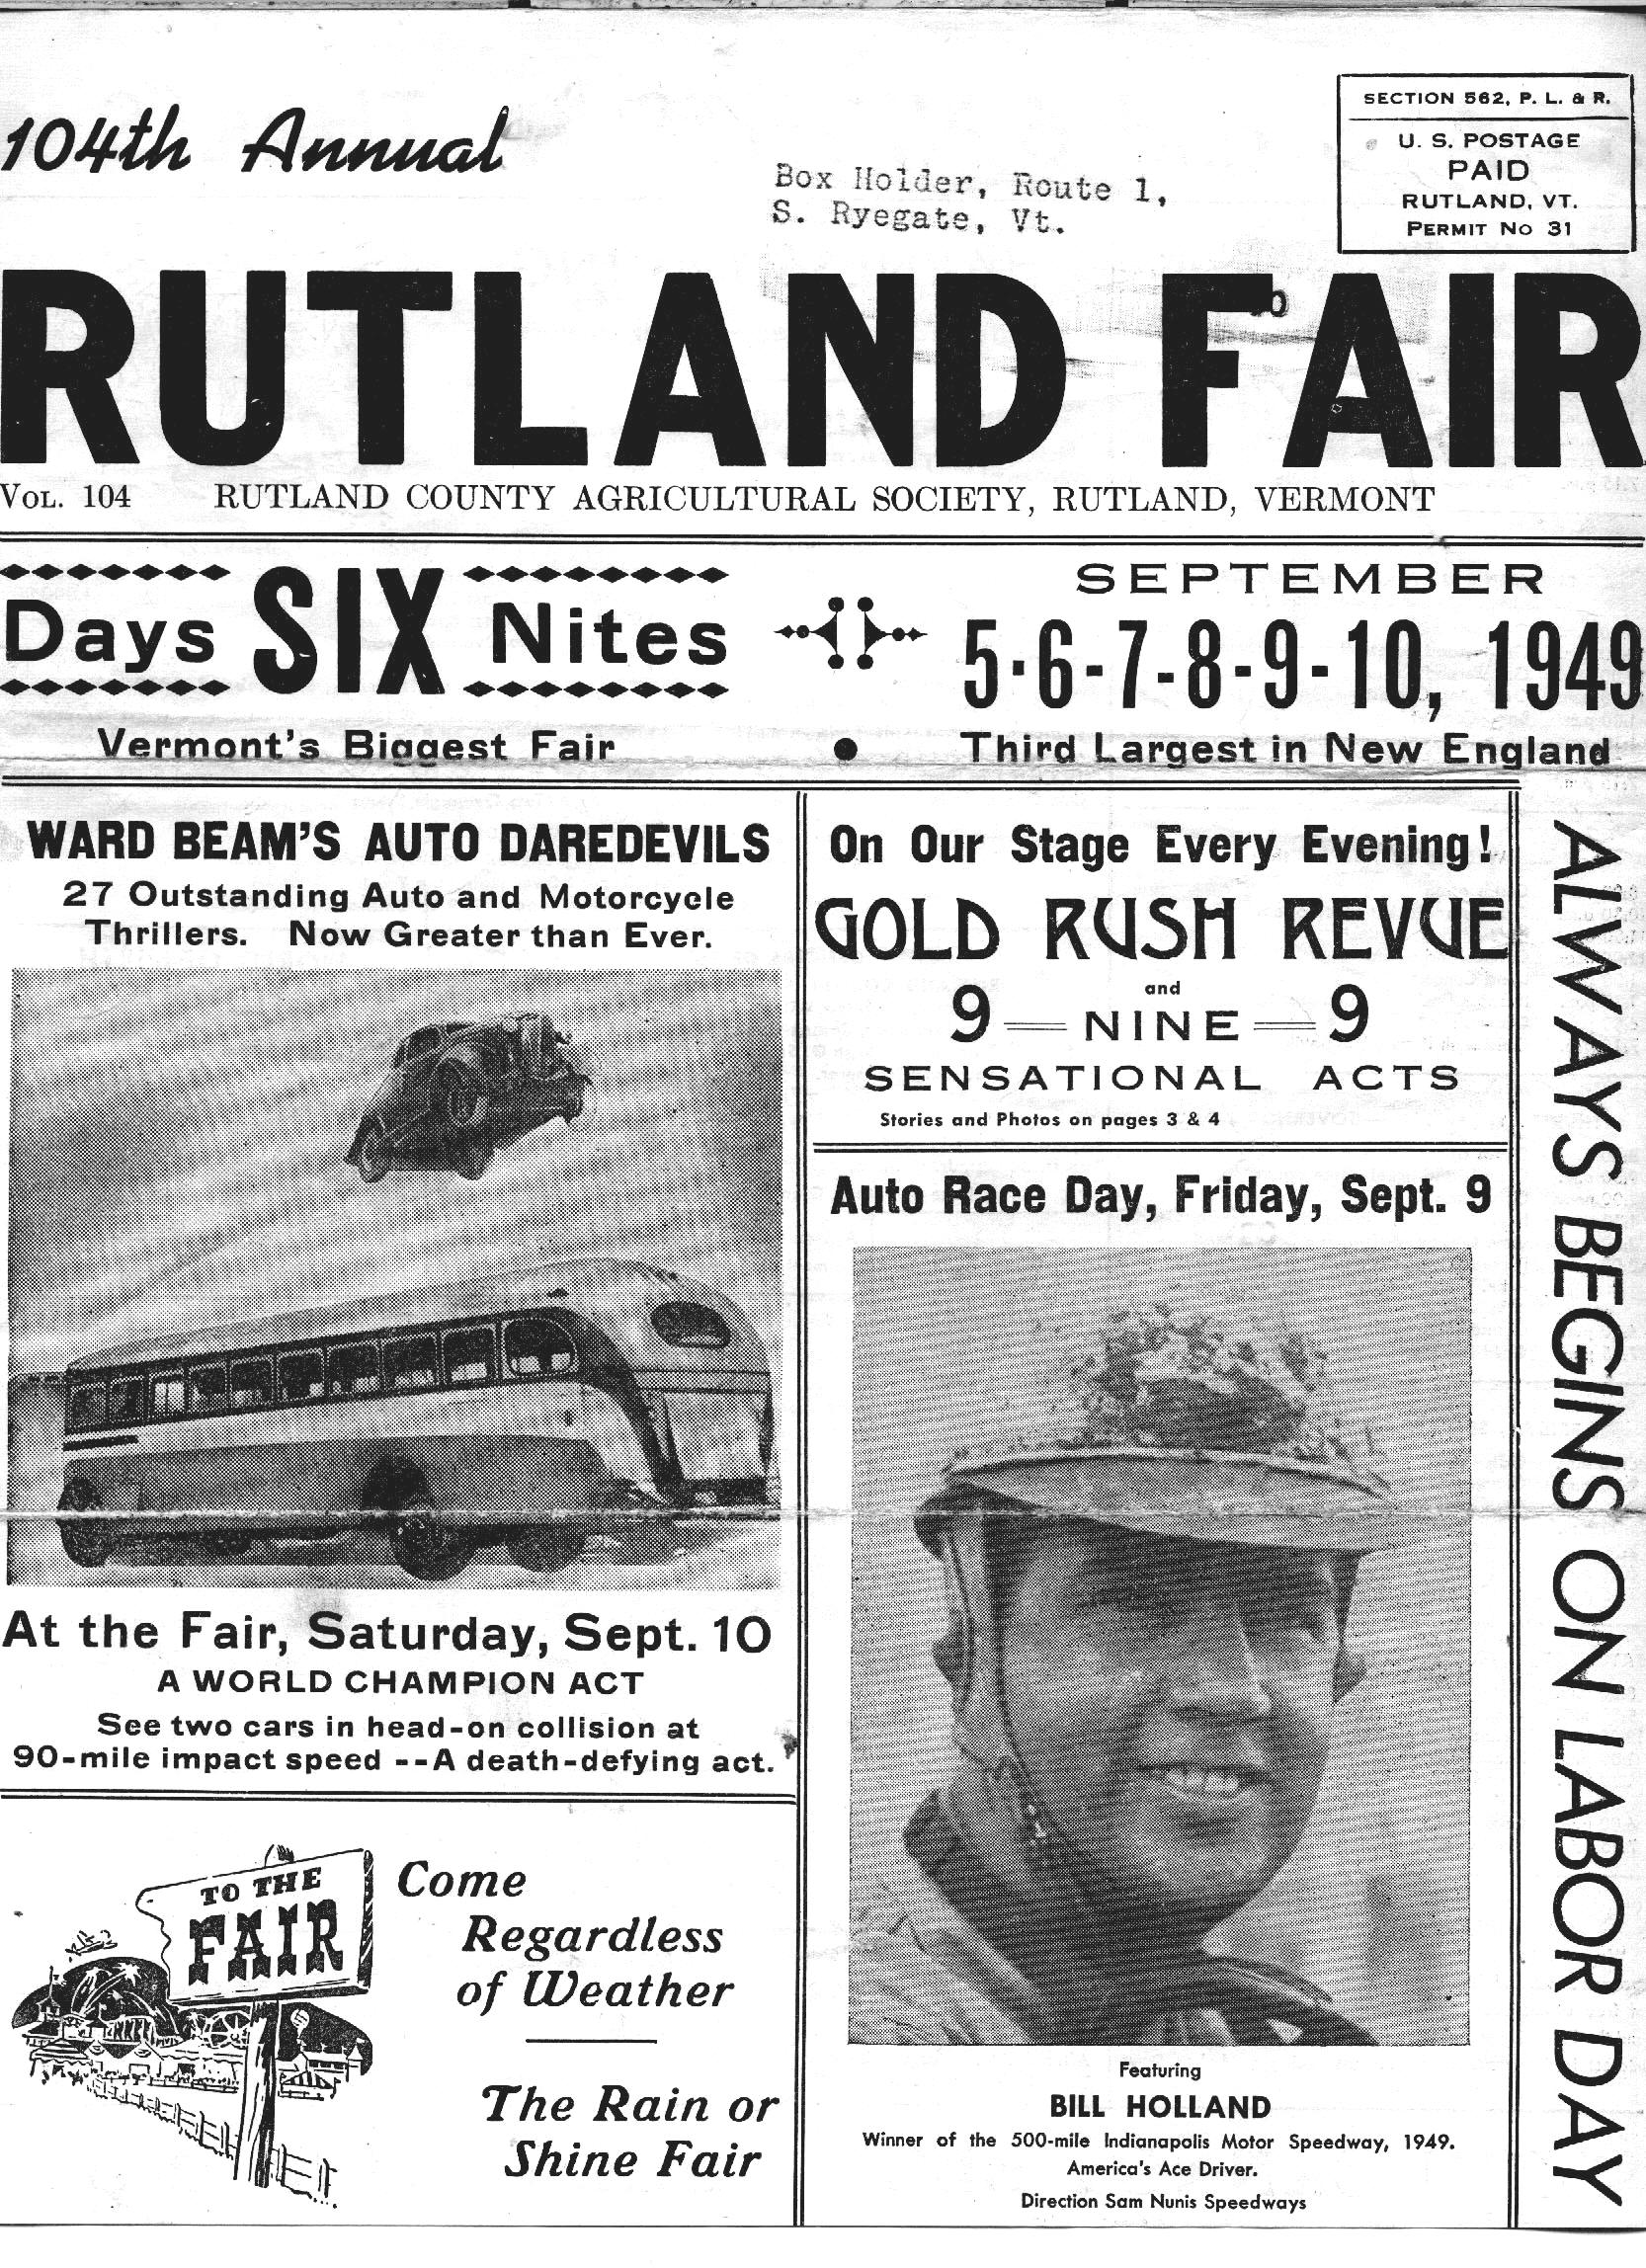 104th Annual
Box Holder, Route 1,
S. Ryegate, Vt.
SECTION 562, P. L. & R.
U. S. POSTAGE
PAID
RUTLAND, VT.
PERMIT No 31
RUTLAND FAIR
VOL. 104 RUTLAND COUNTY AGRICULTURAL SOCIETY, RUTLAND, VERMONT
Days SIX Nites
SEPTEMBER
5-6-7-8-9-10, 1949
Vermont's Biggest Fair • Third Largest in New England
WARD BEAM'S AUTO DAREDEVILS
27 Outstanding Auto and Motorcycle
Thrillers. Now Greater than Ever.
At the Fair, Saturday, Sept. 10
A WORLD CHAMPION ACT
See two cars in head-on collision at
90-mile impact speed --A death-defying act.
TO THE
FAIR
Come
Regardless
of Weather
The Rain or
Shine Fair
On Our Stage Every Evening!
GOLD RUSH REVUE
and
9 — NINE — 9
SENSATIONAL ACTS
Stories and Photos on pages 3 & 4
Auto Race Day, Friday, Sept. 9
Featuring
BILL HOLLAND
Winner of the 500-mile Indianapolis Motor Speedway, 1949.
America's Ace Driver.
Direction Sam Nunis Speedways
ALWAYS BEGINS ON LABOR DAY